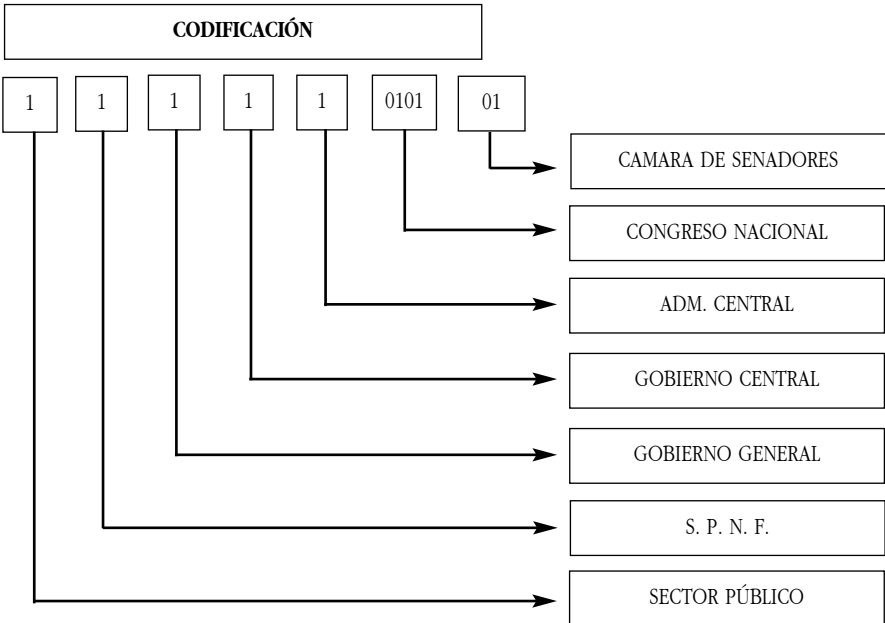 CODIFICACIÓN
1 1 1 1 1 0101 01
CAMARA DE SENADORES
CONGRESO NACIONAL
ADM. CENTRAL
GOBIERNO CENTRAL
GOBIERNO GENERAL
S. P. N. F.
SECTOR PÚBLICO